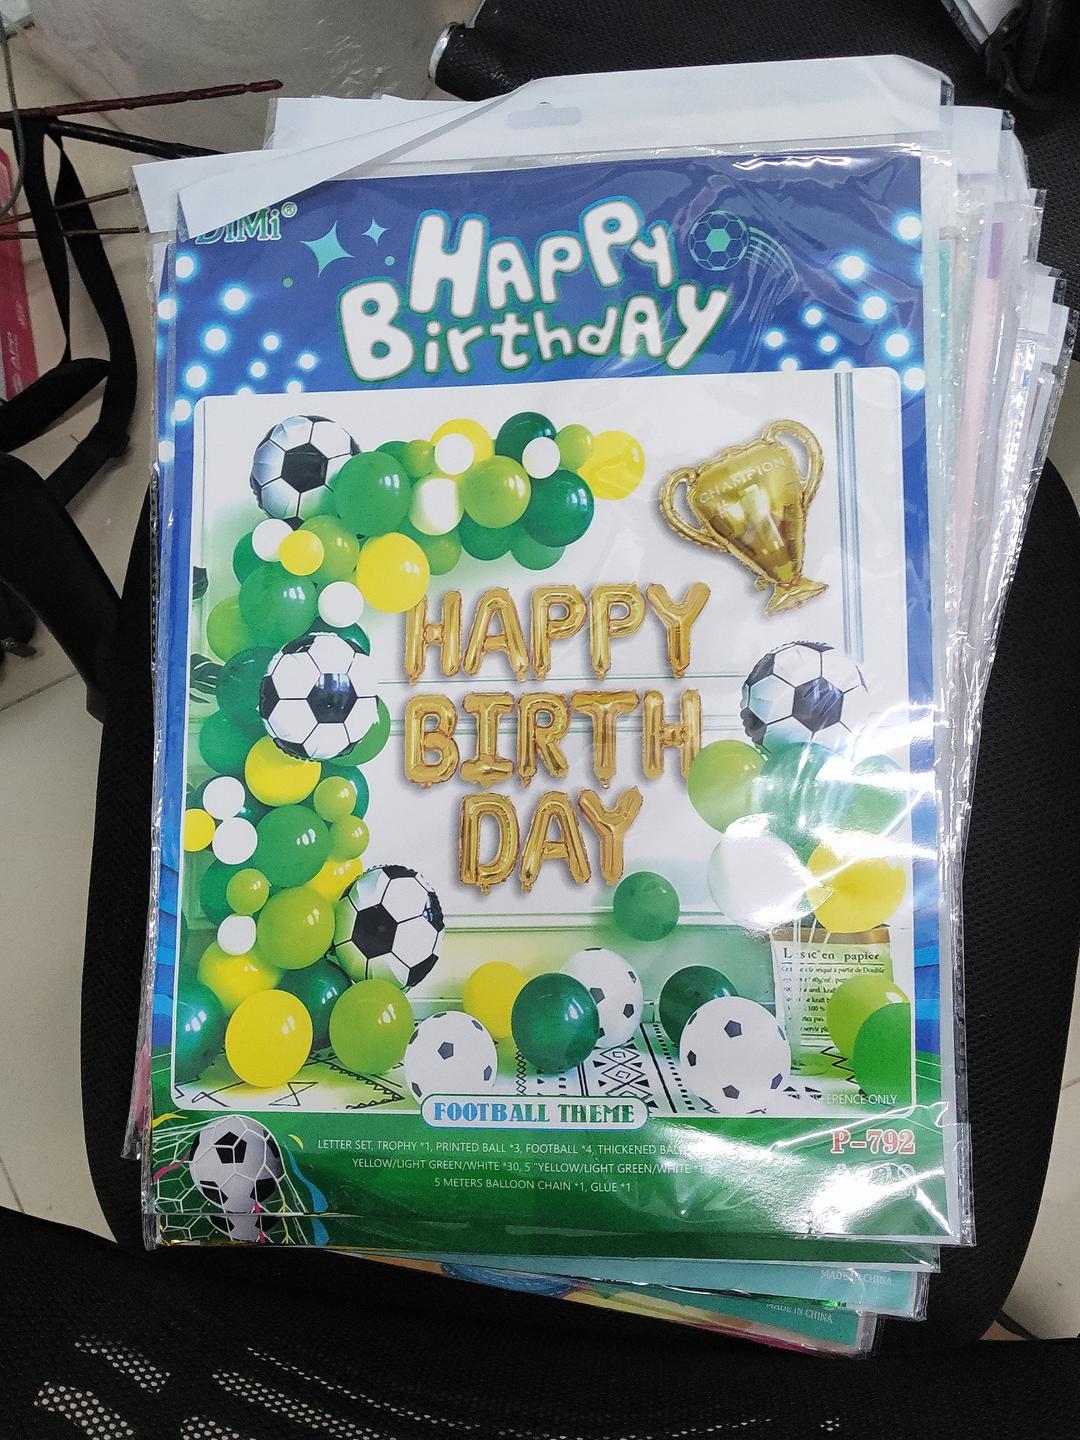 DIMi®
HAPPy
BirthdAy
CHAMPION
HAPPY
BIRTH
DAY
FOOTBALL THEME
LETTER SET, TROPHY *1, PRINTED BALL *3, FOOTBALL *4, THICKENED
YELLOW/LIGHT GREEN/WHITE *30, 5 "YELLOW/LIGHT GREEN/WHITE
5 METERS BALLOON CHAIN *1, GLUE *1
ERENCE ONLY
P-792
MADE IN CHINA
MADE IN CHINA